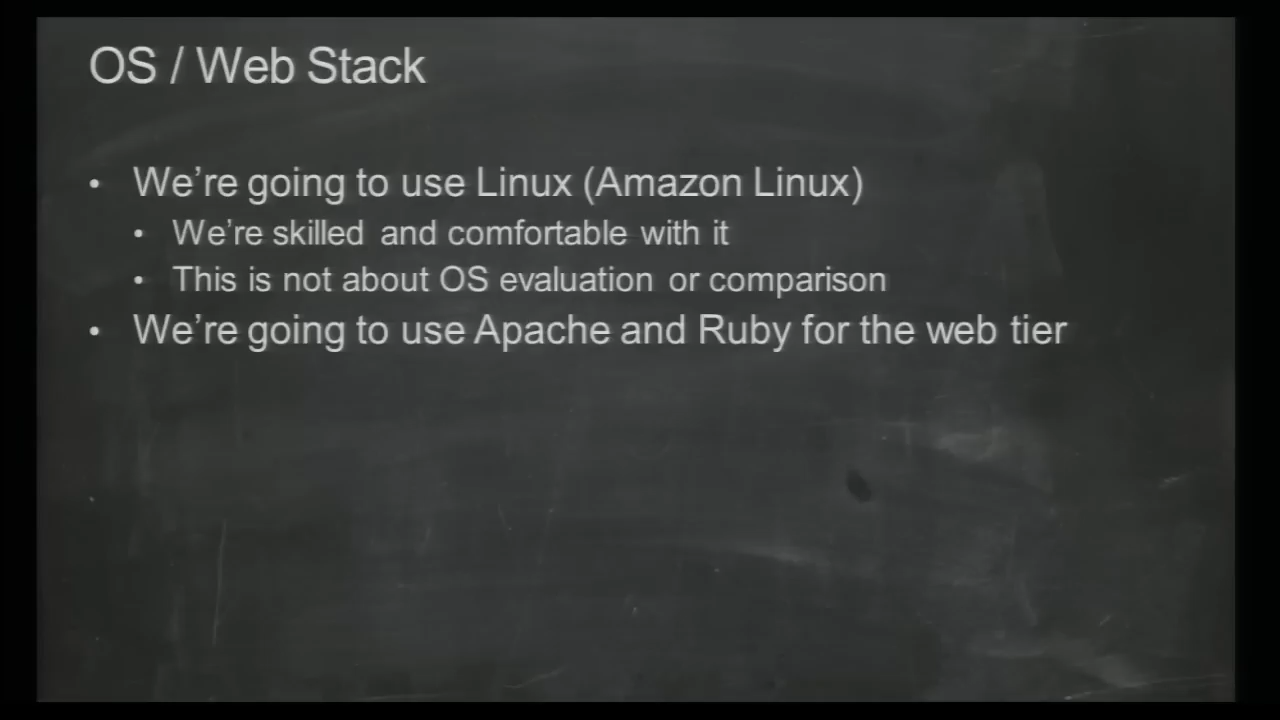 OS / Web Stack
• We're going to use Linux (Amazon Linux)
• We're skilled and comfortable with it
• This is not about OS evaluation or comparison
• We're going to use Apache and Ruby for the web tier